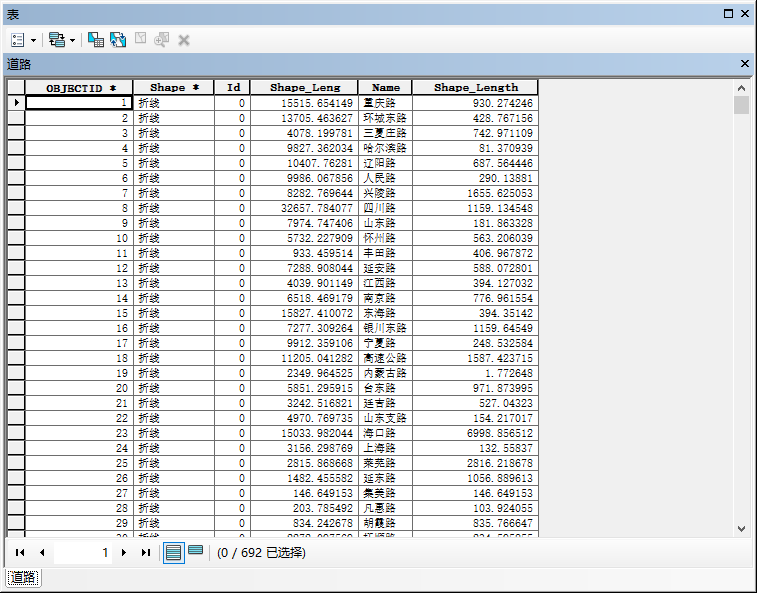 表
道路
OBJECTID * Shape * Id Shape_Leng Name Shape_Length
1 折线 0 15515.654149 重庆路 930.274246
2 折线 0 13705.463627 环城东路 428.767156
3 折线 0 4078.199781 三夏庄路 742.971109
4 折线 0 9827.362034 哈尔滨路 81.370939
5 折线 0 10407.76281 辽阳路 687.564446
6 折线 0 9986.067856 人民路 290.13881
7 折线 0 8282.769644 兴陵路 1655.625053
8 折线 0 32657.784077 四川路 1159.134548
9 折线 0 7974.747406 山东路 181.863328
10 折线 0 5732.227909 怀州路 563.206039
11 折线 0 933.459514 丰田路 406.967872
12 折线 0 7288.908044 延安路 588.072801
13 折线 0 4039.901149 江西路 394.127032
14 折线 0 6518.469179 南京路 776.961554
15 折线 0 15827.410072 东海路 394.35142
16 折线 0 7277.309264 银川东路 1159.64549
17 折线 0 9912.359106 宁夏路 248.532584
18 折线 0 11205.041282 高速公路 1587.423715
19 折线 0 2349.964525 内蒙古路 1.772648
20 折线 0 5851.295915 台东路 971.873995
21 折线 0 3242.516821 延吉路 527.04323
22 折线 0 4970.769735 山东支路 154.217017
23 折线 0 15033.982044 海口路 6998.856512
24 折线 0 3156.298769 上海路 132.55837
25 折线 0 2815.868668 莱芜路 2816.218678
26 折线 0 1482.455582 延东路 1056.889613
27 折线 0 146.649153 集美路 146.649153
28 折线 0 203.785492 凡惠路 103.924055
29 折线 0 834.242678 胡疃路 835.766647
1 (0 / 692 已选择)
道路